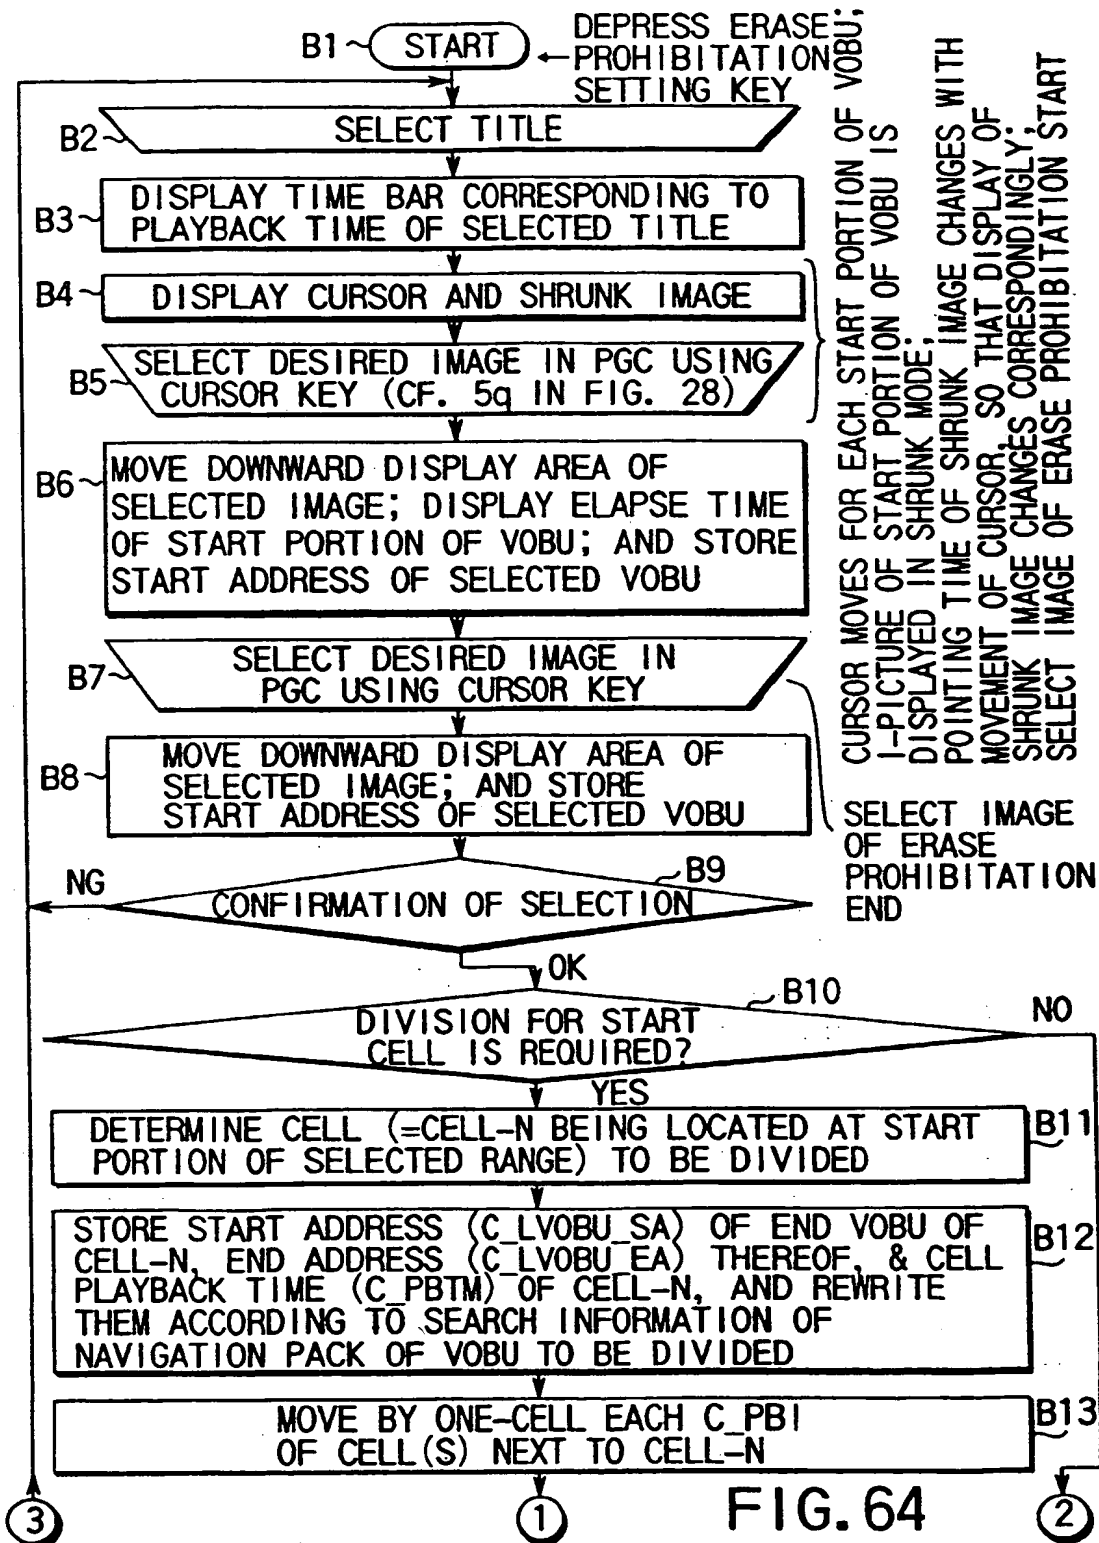 B1
START
DEPRESS ERASE
PROHIBITATION
SETTING KEY
B2
SELECT TITLE
B3
DISPLAY TIME BAR CORRESPONDING TO
PLAYBACK TIME OF SELECTED TITLE
B4
DISPLAY CURSOR AND SHRUNK IMAGE
B5
SELECT DESIRED IMAGE IN PGC USING
CURSOR KEY (CF. 5q IN FIG. 28)
CURSOR MOVES FOR EACH START PORTION OF VOBU;
I-PICTURE OF START PORTION OF VOBU IS
DISPLAYED IN SHRUNK MODE;
POINTING TIME OF SHRUNK IMAGE CHANGES WITH
MOVEMENT OF CURSOR, SO THAT DISPLAY OF
SHRUNK IMAGE CHANGES CORRESPONDINGLY;
SELECT IMAGE OF ERASE PROHIBITATION START
B6
MOVE DOWNWARD DISPLAY AREA OF
SELECTED IMAGE; DISPLAY ELAPSE TIME
OF START PORTION OF VOBU; AND STORE
START ADDRESS OF SELECTED VOBU
B7
SELECT DESIRED IMAGE IN
PGC USING CURSOR KEY
SELECT IMAGE
OF ERASE
PROHIBITATION
END
B8
MOVE DOWNWARD DISPLAY AREA OF
SELECTED IMAGE; AND STORE
START ADDRESS OF SELECTED VOBU
B9
NG
CONFIRMATION OF SELECTION
OK
B10
DIVISION FOR START
CELL IS REQUIRED?
NO
YES
B11
DETERMINE CELL (=CELL-N BEING LOCATED AT START
PORTION OF SELECTED RANGE) TO BE DIVIDED
B12
STORE START ADDRESS (C_LVOBU_SA) OF END VOBU OF
CELL-N, END ADDRESS (C_LVOBU_EA) THEREOF, & CELL
PLAYBACK TIME (C_PBTM) OF CELL-N, AND REWRITE
THEM ACCORDING TO SEARCH INFORMATION OF
NAVIGATION PACK OF VOBU TO BE DIVIDED
B13
MOVE BY ONE-CELL EACH C_PBI
OF CELL(S) NEXT TO CELL-N
3
1
FIG. 64
2